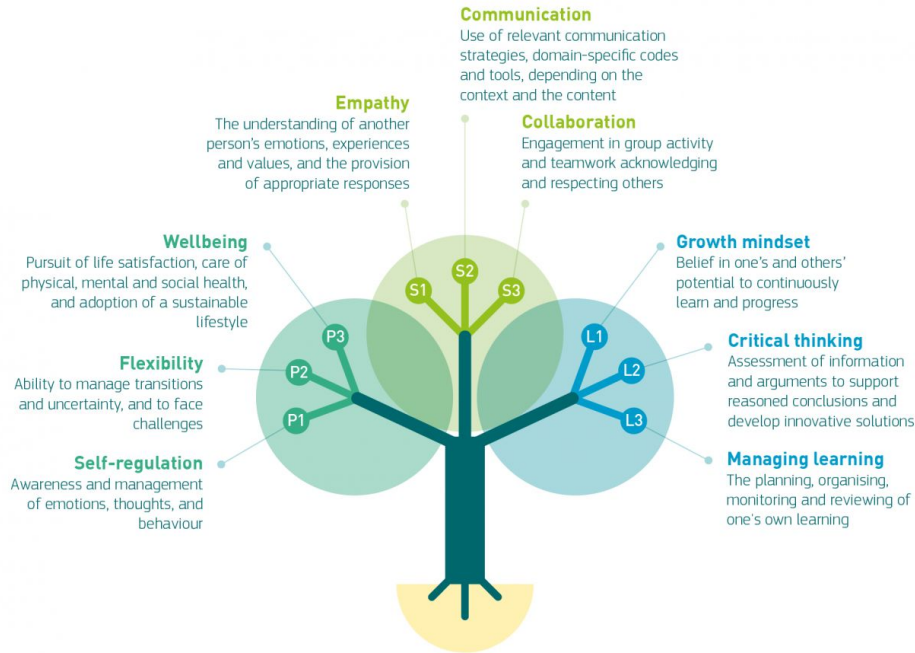 Communication
Use of relevant communication
strategies, domain-specific codes
and tools, depending on the
context and the content
Empathy
The understanding of another
person's emotions, experiences
and values, and the provision
of appropriate responses
Collaboration
Engagement in group activity
and teamwork acknowledging
and respecting others
Wellbeing
Pursuit of life satisfaction, care of
physical, mental and social health,
and adoption of a sustainable
lifestyle
Flexibility
Ability to manage transitions
and uncertainty, and to face
challenges
Self-regulation
Awareness and management
of emotions, thoughts, and
behaviour
P3
P2
P1
S1
S2
S3
L1
L2
L3
Growth mindset
Belief in one's and others'
potential to continuously
learn and progress
Critical thinking
Assessment of information
and arguments to support
reasoned conclusions and
develop innovative solutions
Managing learning
The planning, organising,
monitoring and reviewing of
one's own learning